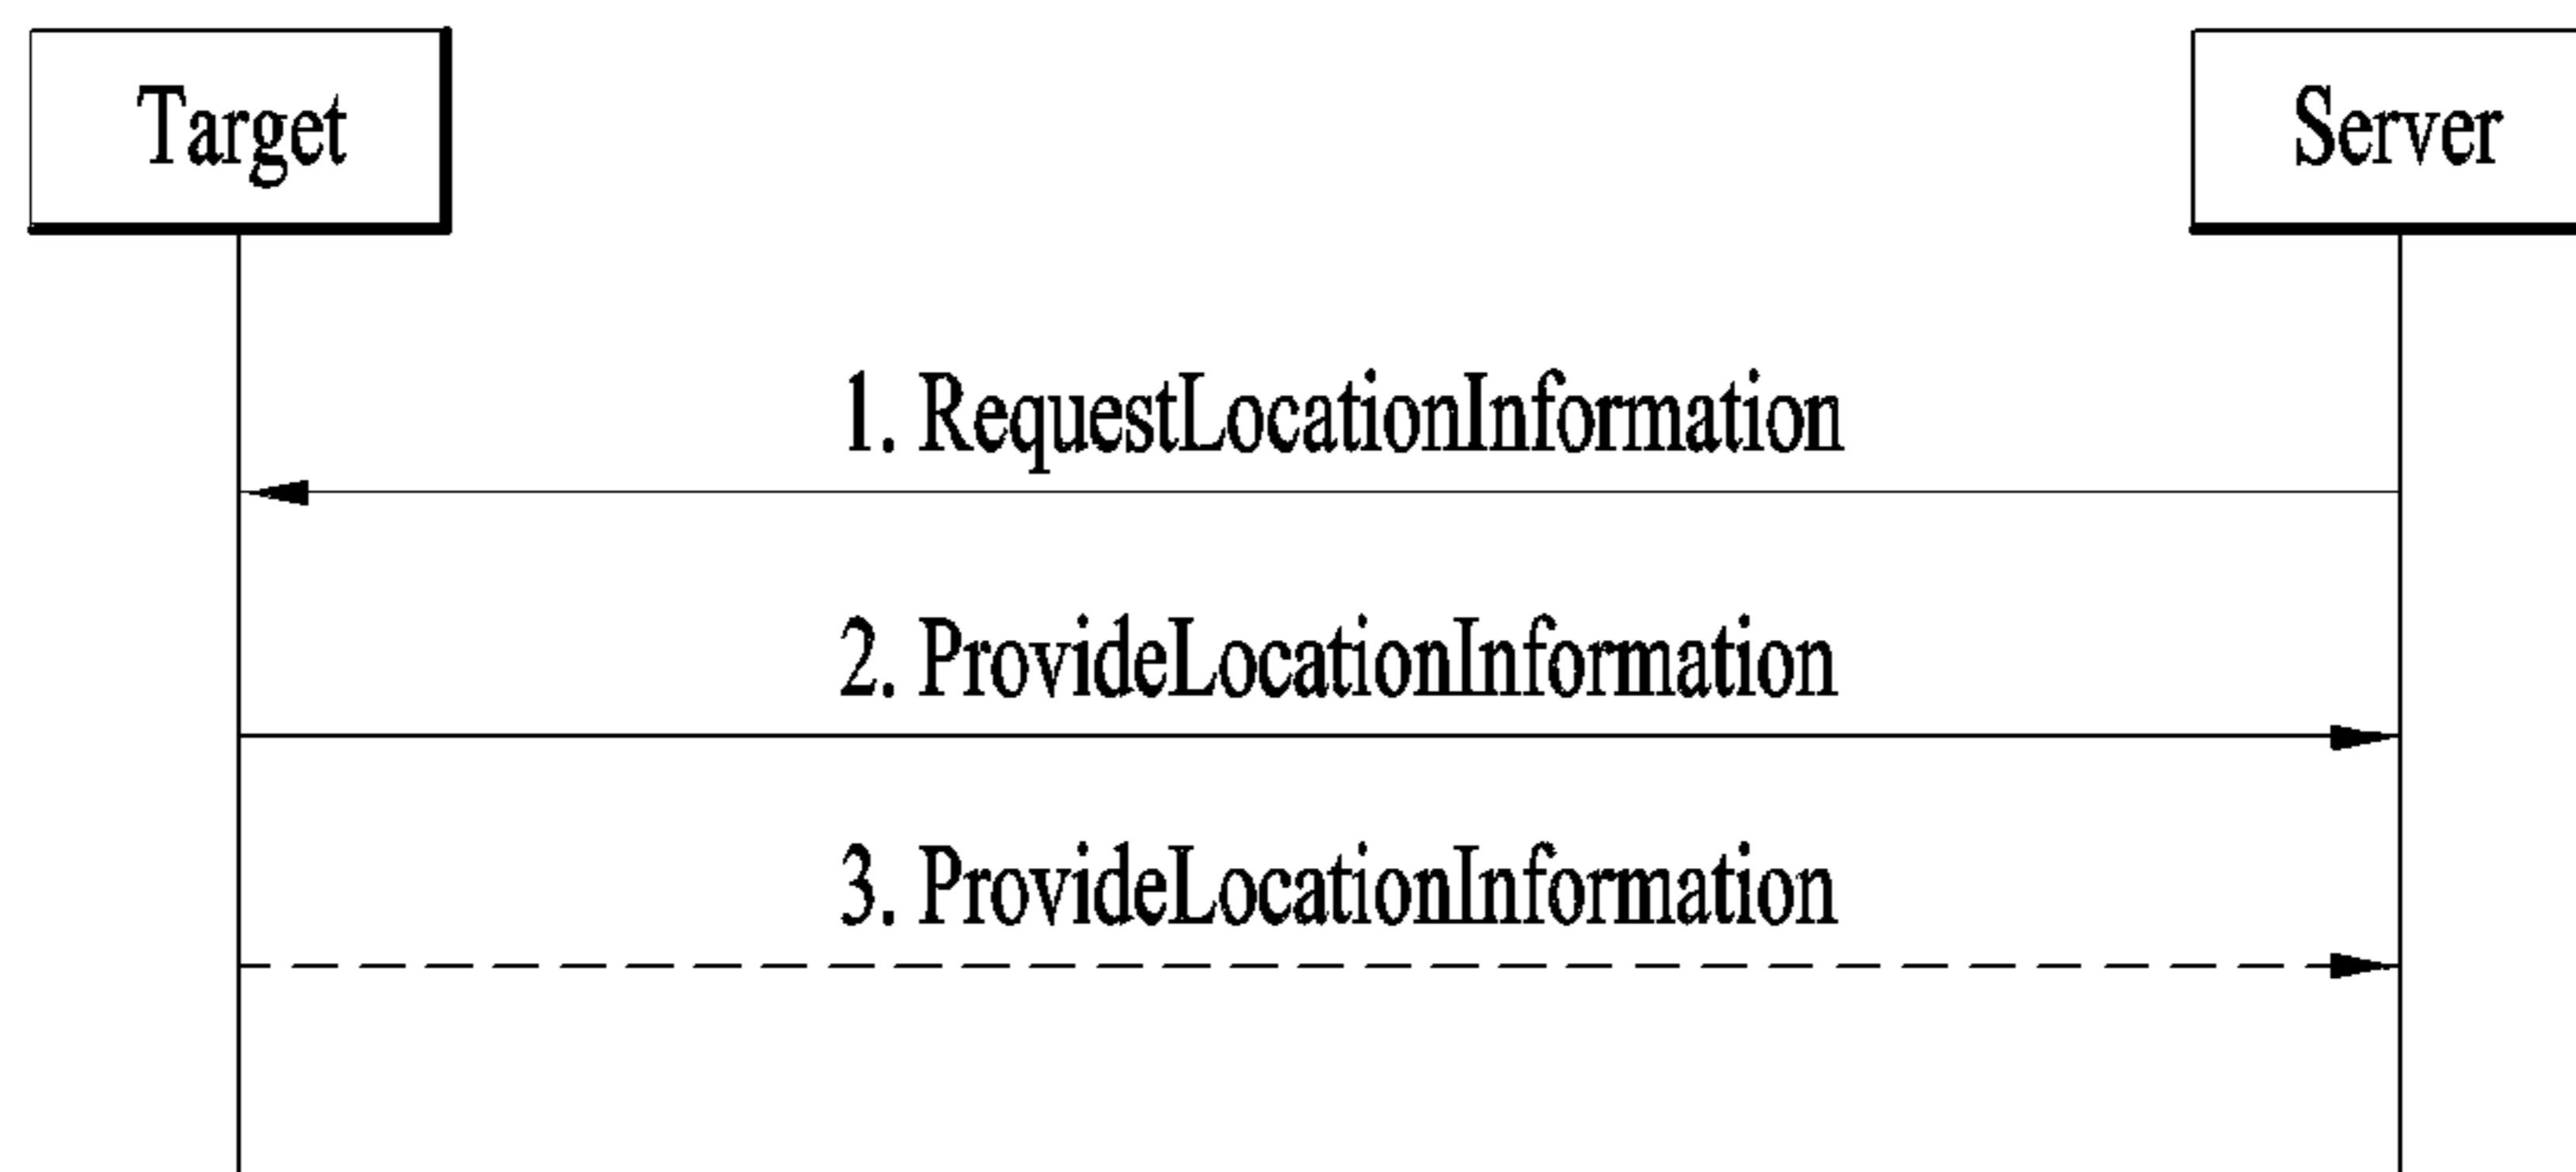 Target
Server
1. RequestLocationInformation
2. ProvideLocationInformation
3. ProvideLocationInformation